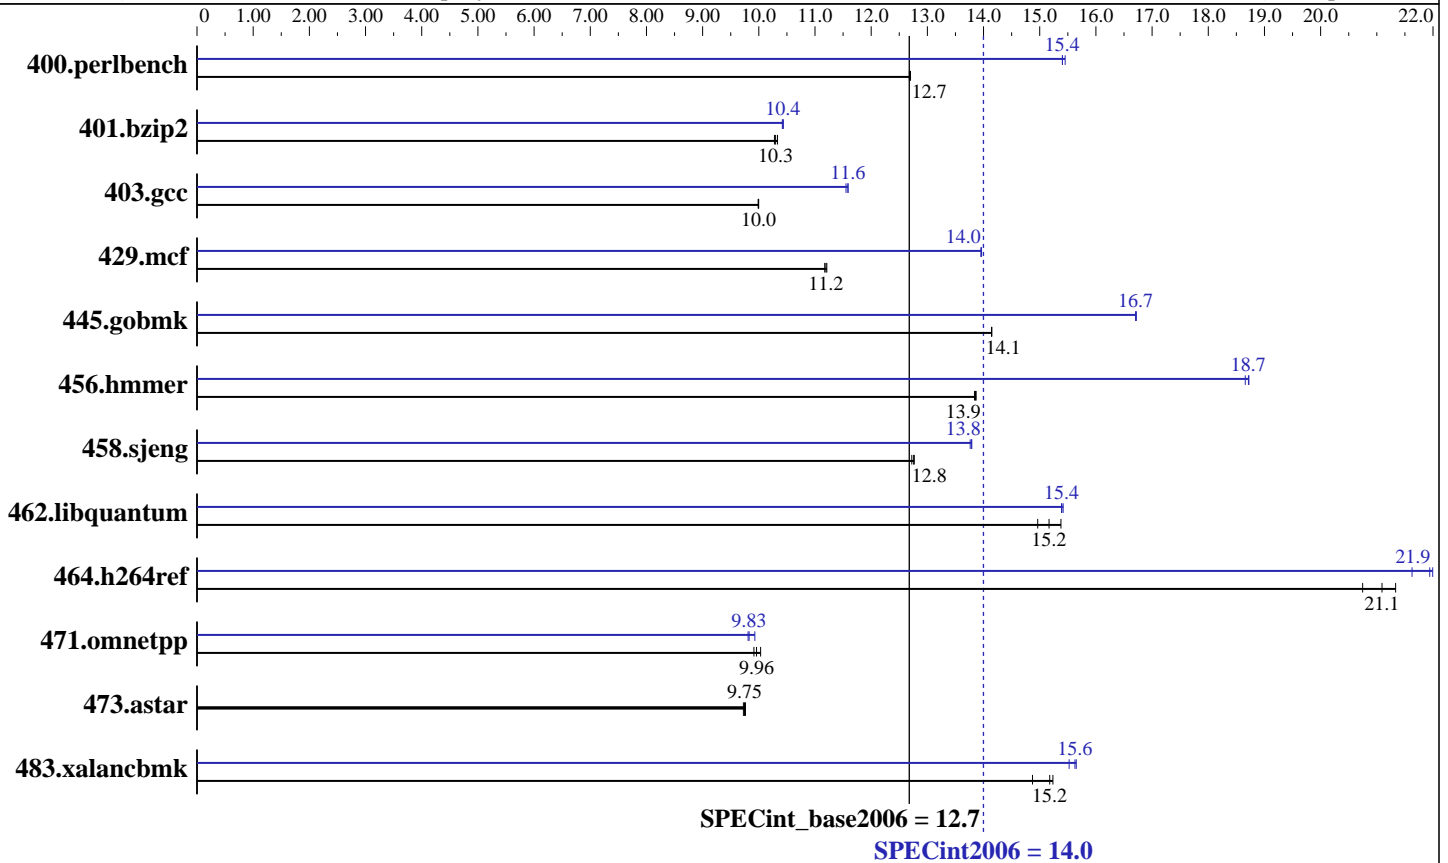 0 1.00 2.00 3.00 4.00 5.00 6.00 7.00 8.00 9.00 10.0 11.0 12.0 13.0 14.0 15.0 16.0 17.0 18.0 19.0 20.0 22.0
15.4
400.perlbench
12.7
10.4
401.bzip2
10.3
11.6
403.gcc
10.0
14.0
429.mcf
11.2
16.7
445.gobmk
14.1
18.7
456.hmmer
13.9
13.8
458.sjeng
12.8
15.4
462.libquantum
15.2
21.9
464.h264ref
21.1
9.83
471.omnetpp
9.96
9.75
473.astar
15.6
483.xalancbmk
15.2
SPECint_base2006 = 12.7
SPECint2006 = 14.0